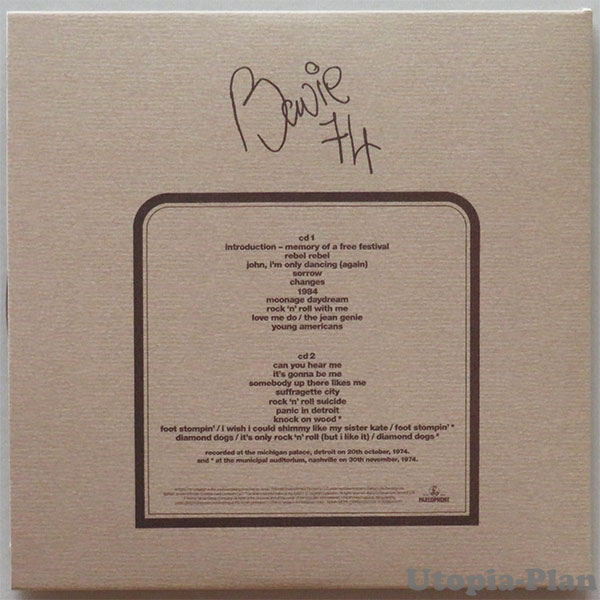 Bowie
74
cd 1
introduction – memory of a free festival
rebel rebel
john, i'm only dancing (again)
sorrow
changes
1984
moonage daydream
rock 'n' roll with me
love me do / the jean genie
young americans
cd 2
can you hear me
it's gonna be me
somebody up there likes me
suffragette city
rock 'n' roll suicide
panic in detroit
knock on wood *
foot stompin' / i wish i could shimmy like my sister kate / foot stompin' *
diamond dogs / it's only rock 'n' roll (but i like it) / diamond dogs *
recorded at the michigan palace, detroit on 20th october, 1974.
and * at the municipal auditorium, nashville on 30th november, 1974.
PARLOPHONE
Utopia-Plan